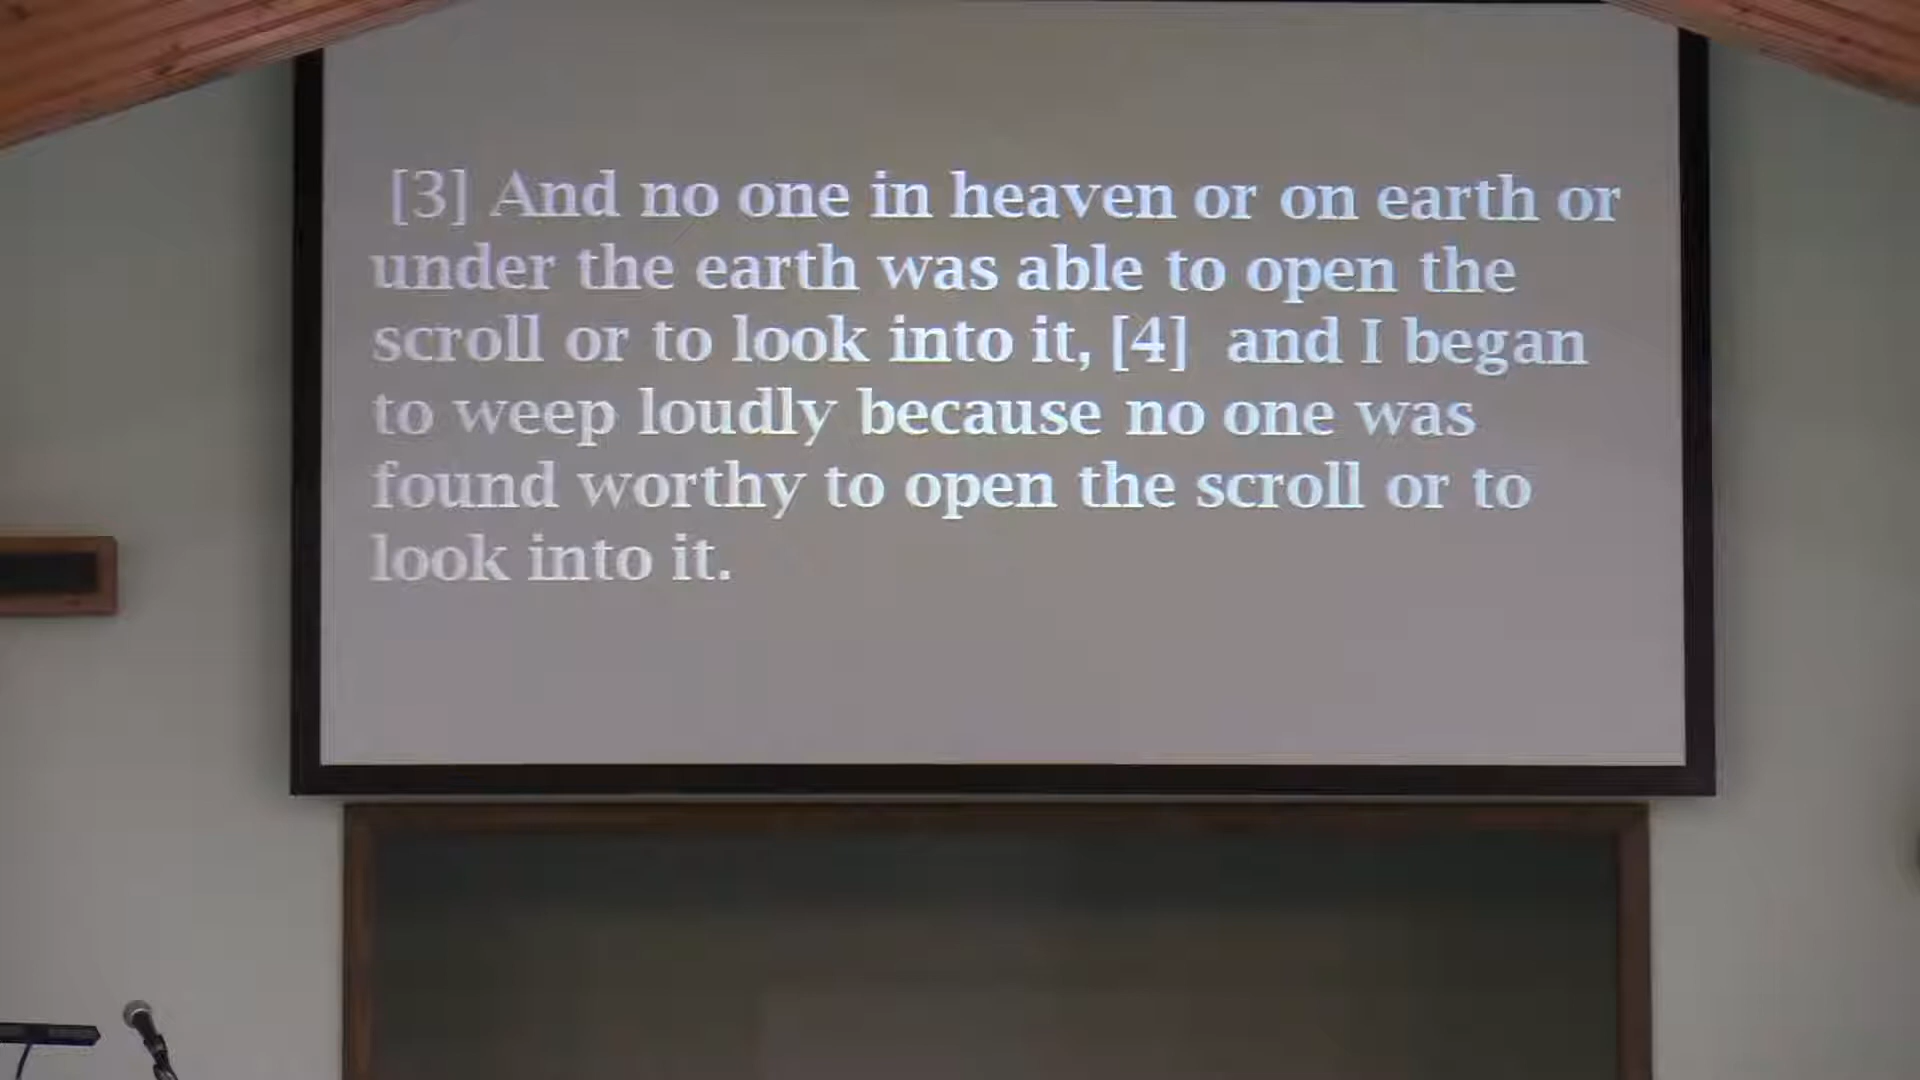 [3] And no one in heaven or on earth or
under the earth was able to open the
scroll or to look into it, [4] and I began
to weep loudly because no one was
found worthy to open the scroll or to
look into it.